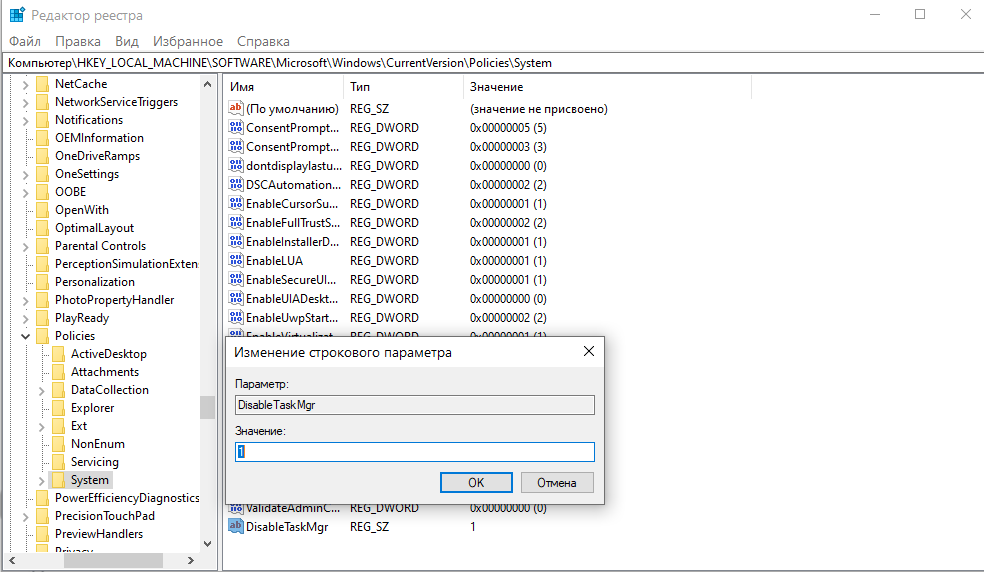 Редактор реестра
Файл Правка Вид Избранное Справка
Компьютер\HKEY_LOCAL_MACHINE\SOFTWARE\Microsoft\Windows\CurrentVersion\Policies\System
NetCache
NetworkServiceTriggers
Notifications
OEMInformation
OneDriveRamps
OneSettings
OOBE
OpenWith
OptimalLayout
Parental Controls
PerceptionSimulationExten
Personalization
PhotoPropertyHandler
PlayReady
Policies
ActiveDesktop
Attachments
DataCollection
Explorer
Ext
NonEnum
Servicing
System
PowerEfficiencyDiagnostics
PrecisionTouchPad
PreviewHandlers
Privacy
Имя Тип Значение
(По умолчанию) REG_SZ (значение не присвоено)
ConsentPrompt... REG_DWORD 0x00000005 (5)
ConsentPrompt... REG_DWORD 0x00000003 (3)
dontdisplaylastu... REG_DWORD 0x00000000 (0)
DSCAutomation... REG_DWORD 0x00000002 (2)
EnableCursorSu... REG_DWORD 0x00000001 (1)
EnableFullTrustS... REG_DWORD 0x00000002 (2)
EnableInstallerD... REG_DWORD 0x00000001 (1)
EnableLUA REG_DWORD 0x00000001 (1)
EnableSecureUI... REG_DWORD 0x00000001 (1)
EnableUIADeskt... REG_DWORD 0x00000000 (0)
EnableUwpStart... REG_DWORD 0x00000002 (2)
EnableVirtualizat... REG_DWORD 0x00000001 (1)
Изменение строкового параметра
Параметр:
DisableTaskMgr
Значение:
1
OK Отмена
ValidateAdminC... REG_DWORD 0x00000000 (0)
DisableTaskMgr REG_SZ 1